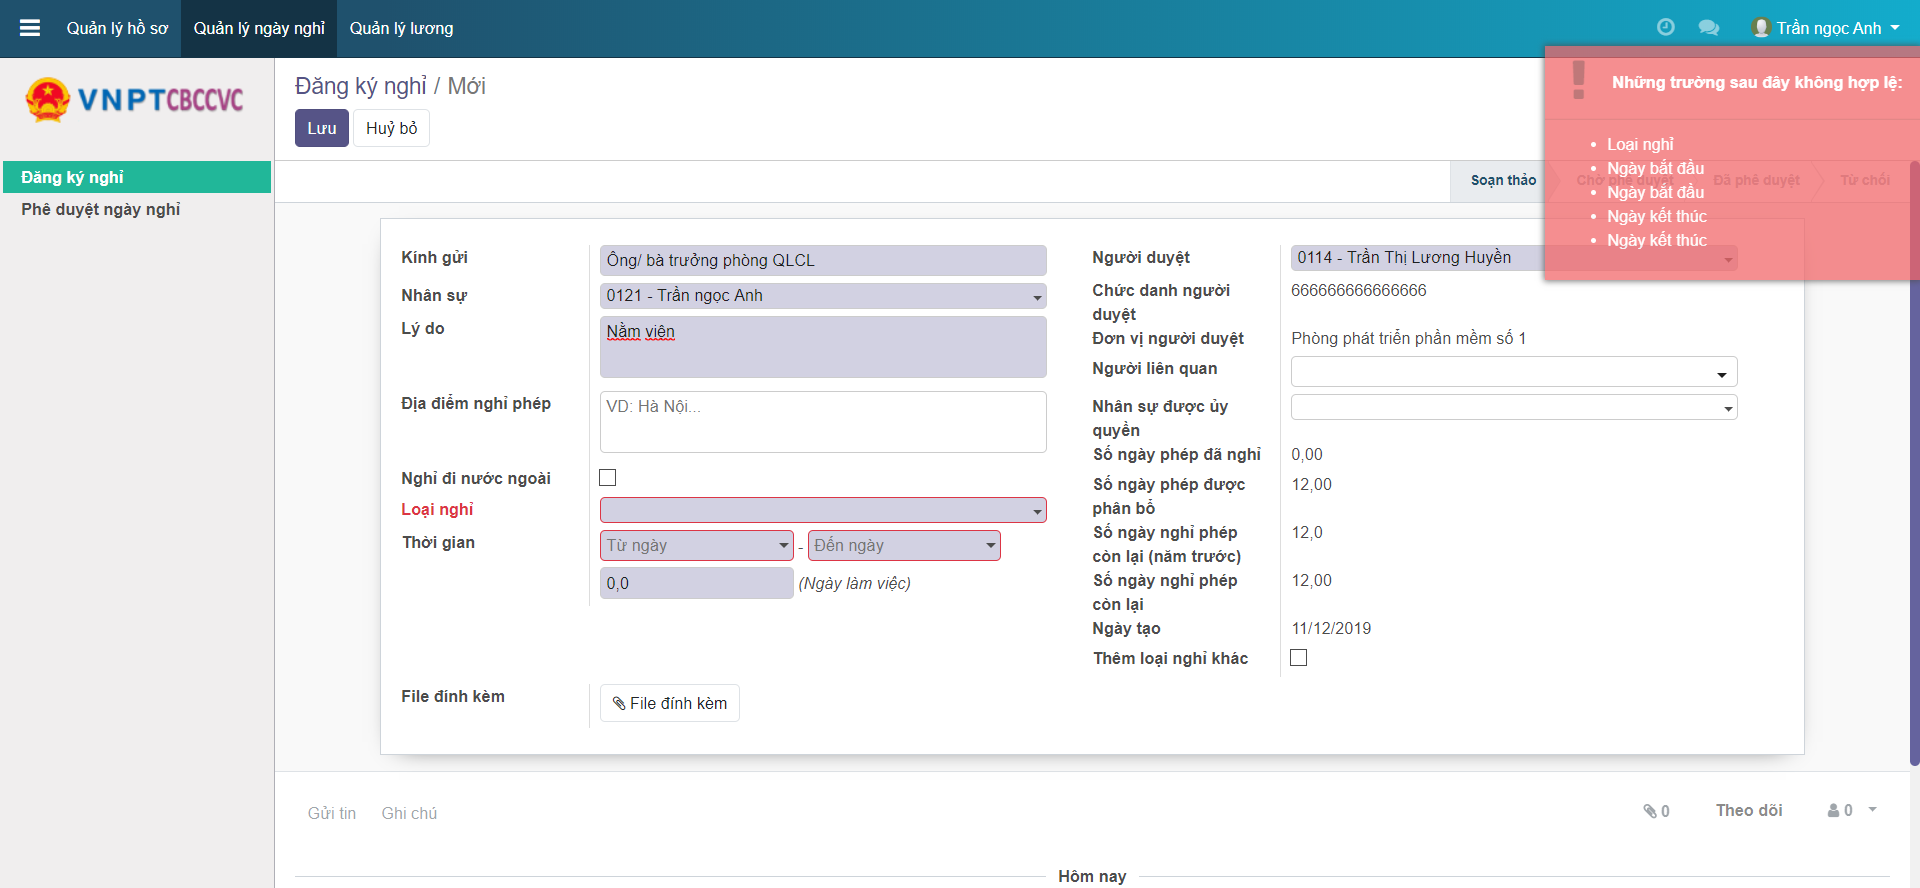 Quản lý hồ sơ
Quản lý ngày nghỉ
Quản lý lương
Trần ngọc Anh
VNPTCBCCVC
Đăng ký nghỉ
Phê duyệt ngày nghỉ
Đăng ký nghỉ / Mới
Lưu
Huỷ bỏ
Những trường sau đây không hợp lệ:
Loại nghỉ
Ngày bắt đầu
Ngày bắt đầu
Ngày kết thúc
Ngày kết thúc
Soạn thảo
Chờ phê duyệt
Đã phê duyệt
Từ chối
Kính gửi
Ông/ bà trưởng phòng QLCL
Nhân sự
0121 - Trần ngọc Anh
Lý do
Nằm viện
Địa điểm nghỉ phép
VD: Hà Nội...
Nghỉ đi nước ngoài
Loại nghỉ
Thời gian
Từ ngày
-
Đến ngày
0,0
(Ngày làm việc)
File đính kèm
File đính kèm
Người duyệt
0114 - Trần Thị Lương Huyền
Chức danh người
duyệt
666666666666666
Đơn vị người duyệt
Phòng phát triển phần mềm số 1
Người liên quan
Nhân sự được ủy
quyền
Số ngày phép đã nghỉ
0,00
Số ngày phép được
phân bổ
12,00
Số ngày nghỉ phép
còn lại (năm trước)
12,0
Số ngày nghỉ phép
còn lại
12,00
Ngày tạo
11/12/2019
Thêm loại nghỉ khác
Gửi tin
Ghi chú
0
Theo dõi
0
Hôm nay